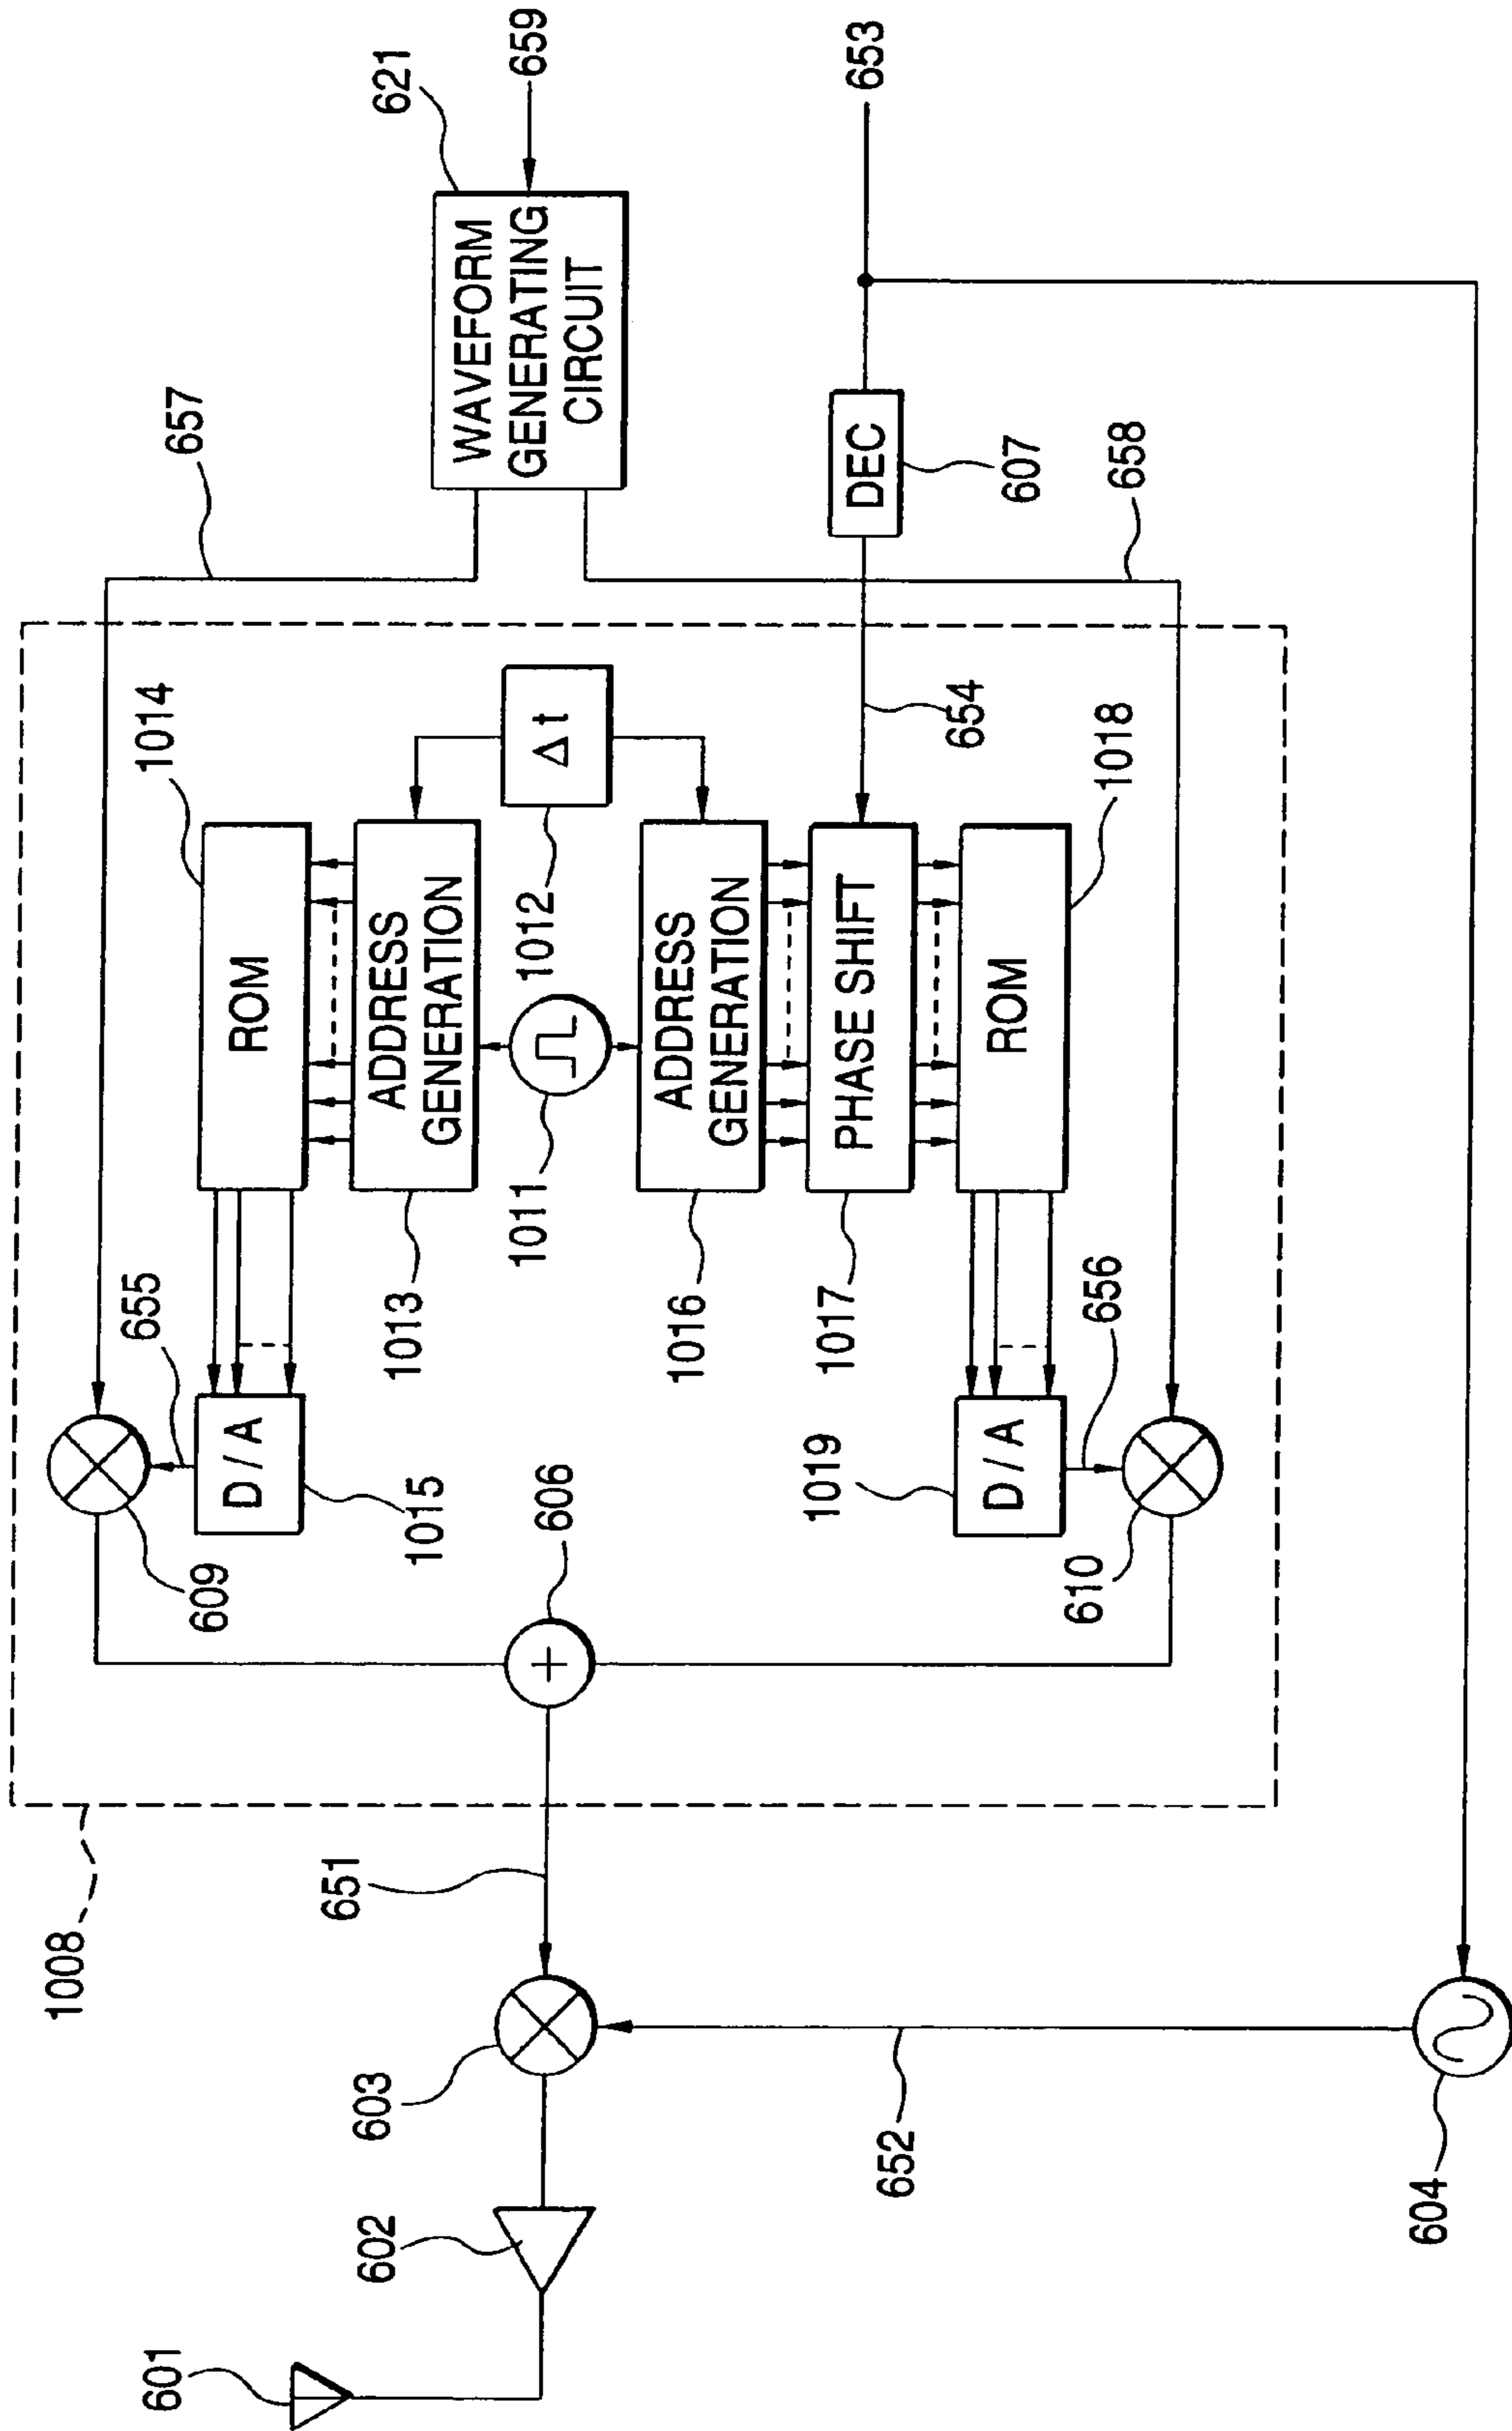 601
602
603
604
652
651
1008
606
609
655
D/A
1015
ROM
1014
ADDRESS
GENERATION
1013
1011
Δt
1012
ADDRESS
GENERATION
1016
PHASE SHIFT
1017
ROM
1018
D/A
1019
656
610
657
WAVEFORM
GENERATING
CIRCUIT
621
659
654
DEC
607
658
653